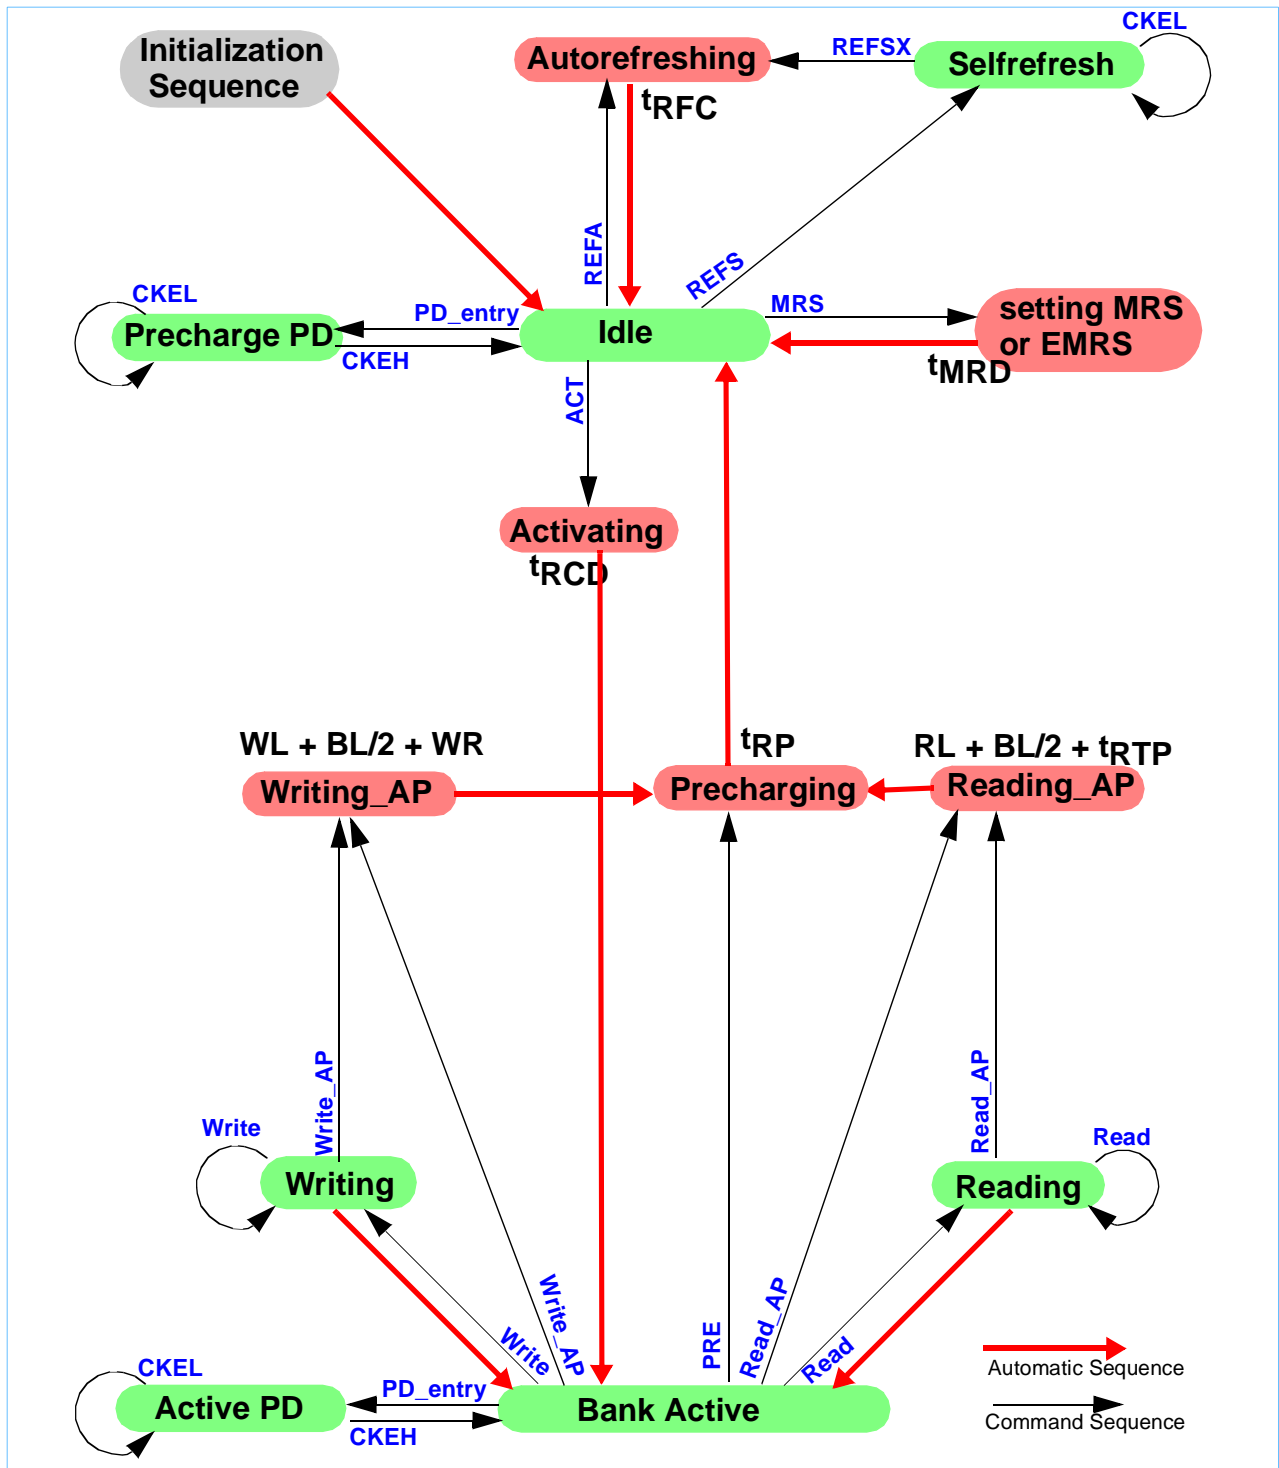 CKEL
Initialization
Sequence
Autorefreshing
REFSX
Selfrefresh
tRFC
REFA
REFS
CKEL
PD_entry
MRS
Precharge PD
Idle
setting MRS
or EMRS
CKEH
tMRD
ACT
Activating
tRCD
WL + BL/2 + WR
tRP
RL + BL/2 + tRTP
Writing_AP
Precharging
Reading_AP
Write_AP
Read_AP
Write
Read
Writing
Reading
Write_AP
Write
PRE
Read_AP
Read
CKEL
PD_entry
Active PD
Bank Active
CKEH
Automatic Sequence
Command Sequence